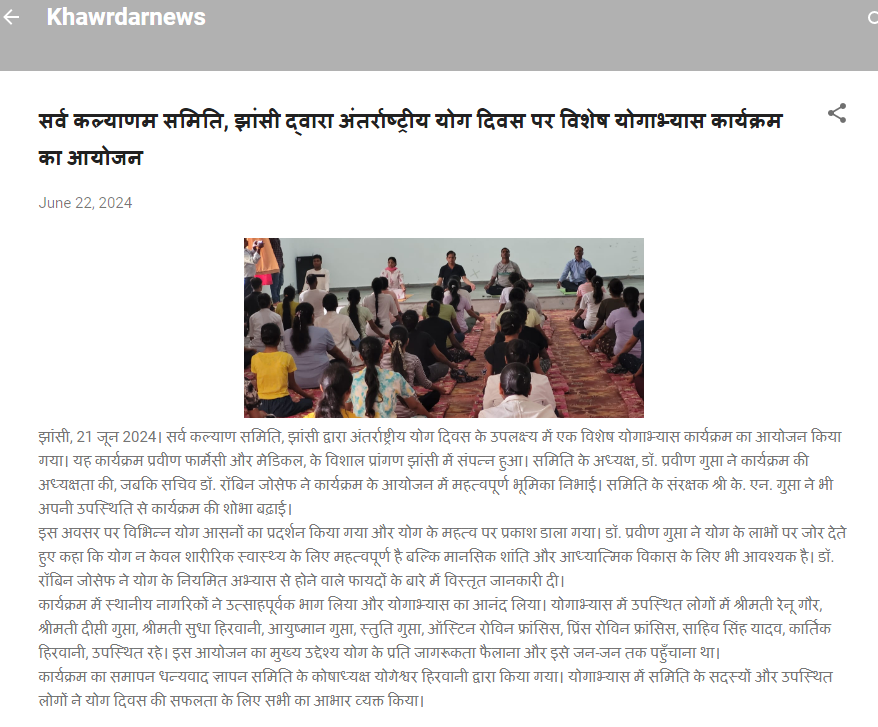 Khawrdarnews
सर्व कल्याणम समिति, झांसी द्वारा अंतर्राष्ट्रीय योग दिवस पर विशेष योगाभ्यास कार्यक्रम
का आयोजन
June 22, 2024
झांसी, 21 जून 2024। सर्व कल्याण समिति, झांसी द्वारा अंतर्राष्ट्रीय योग दिवस के उपलक्ष्य में एक विशेष योगाभ्यास कार्यक्रम का आयोजन किया
गया। यह कार्यक्रम प्रवीण फार्मेसी और मेडिकल, के विशाल प्रांगण झांसी में संपन्न हुआ। समिति के अध्यक्ष, डॉ. प्रवीण गुप्ता ने कार्यक्रम की
अध्यक्षता की, जबकि सचिव डॉ. रॉबिन जोसेफ ने कार्यक्रम के आयोजन में महत्वपूर्ण भूमिका निभाई। समिति के संरक्षक श्री के. एन. गुप्ता ने भी
अपनी उपस्थिति से कार्यक्रम की शोभा बढ़ाई।
इस अवसर पर विभिन्न योग आसनों का प्रदर्शन किया गया और योग के महत्व पर प्रकाश डाला गया। डॉ. प्रवीण गुप्ता ने योग के लाभों पर जोर देते
हुए कहा कि योग न केवल शारीरिक स्वास्थ्य के लिए महत्वपूर्ण है बल्कि मानसिक शांति और आध्यात्मिक विकास के लिए भी आवश्यक है। डॉ.
रॉबिन जोसेफ ने योग के नियमित अभ्यास से होने वाले फायदों के बारे में विस्तृत जानकारी दी।
कार्यक्रम में स्थानीय नागरिकों ने उत्साहपूर्वक भाग लिया और योगाभ्यास का आनंद लिया। योगाभ्यास में उपस्थित लोगों में श्रीमती रेनू गौर,
श्रीमती दीप्ती गुप्ता, श्रीमती सुधा हिरवानी, आयुष्मान गुप्ता, स्तुति गुप्ता, ऑस्टिन रोविन फ्रांसिस, प्रिंस रोविन फ्रांसिस, साहिव सिंह यादव, कार्तिक
हिरवानी, उपस्थित रहे। इस आयोजन का मुख्य उद्देश्य योग के प्रति जागरूकता फैलाना और इसे जन-जन तक पहुँचाना था।
कार्यक्रम का समापन धन्यवाद ज्ञापन समिति के कोषाध्यक्ष योगेश्वर हिरवानी द्वारा किया गया। योगाभ्यास में समिति के सदस्यों और उपस्थित
लोगों ने योग दिवस की सफलता के लिए सभी का आभार व्यक्त किया।